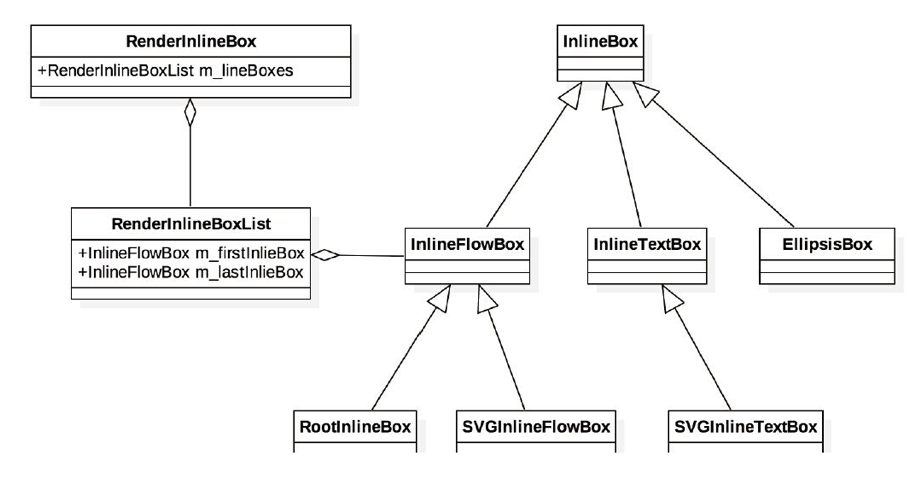 RenderInlineBox
+RenderInlineBoxList m_lineBoxes
InlineBox
RenderInlineBoxList
+InlineFlowBox m_firstInlieBox
+InlineFlowBox m_lastInlieBox
InlineFlowBox
InlineTextBox
EllipsisBox
RootInlineBox
SVGInlineFlowBox
SVGInlineTextBox